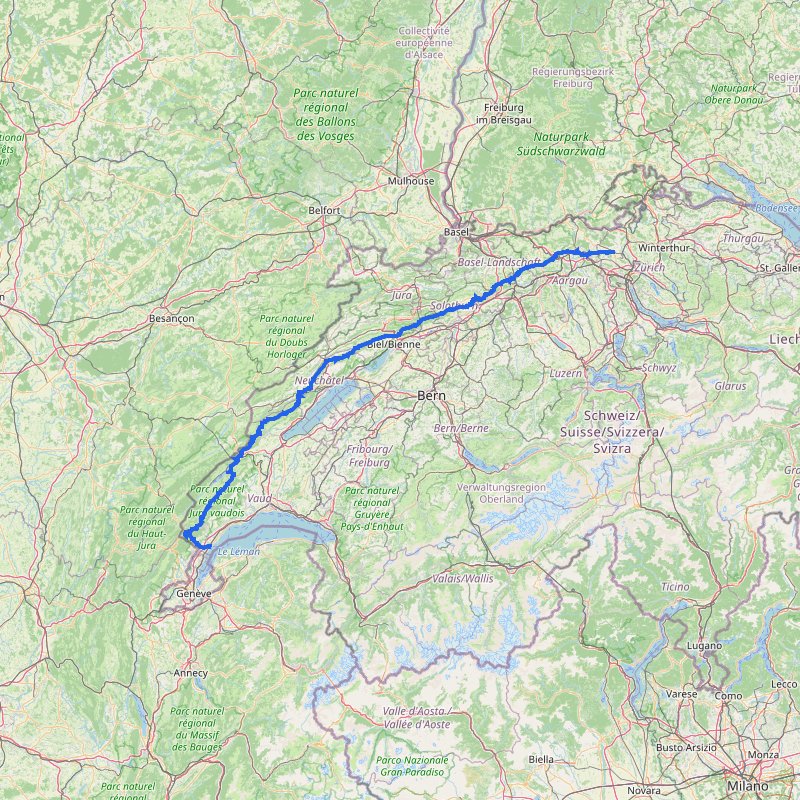 Collectivité
européenne
d'Alsace
Regierungsbezirk
Freiburg
Naturpark
Obere Donau
Parc naturel
régional
des Ballons
des Vosges
Freiburg
im Breisgau
Naturpark
Südschwarzwald
Mulhouse
Belfort
Bodensee
Basel
Thurgau
Winterthur
Basel-Landschaft
Zürich
St. Gallen
Aargau
Jura
Solothurn
Parc naturel
régional
du Doubs
Horloger
Besançon
Biel/Bienne
Liech
Schwyz
Luzern
Glarus
Neuchâtel
Bern
Schweiz/
Suisse/Svizzera/
Svizra
Bern/Berne
Fribourg/
Freiburg
Verwaltungsregion
Oberland
Parc naturel
régional
Jura vaudois
Vaud
Parc naturel
régional
Gruyère
Pays-d'Enhaut
Parc naturel
régional
du Haut-
Jura
Le Léman
Genève
Valais/Wallis
Ticino
Lugano
Annecy
Lecco
Varese
Como
Parc naturel
régional
du Massif
des Bauges
Valle d'Aosta /
Vallée d'Aoste
Busto Arsizio
Monza
Biella
Parco Nazionale
Gran Paradiso
Milano
Novara
Parc naturel
régional